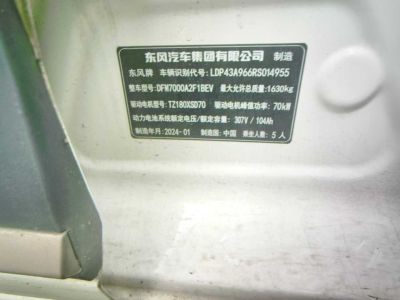 东风汽车集团有限公司 制造
东风牌 车辆识别代号: LDP43A966RS014955
整车型号: DFM7000A2F1BEV 最大允许总质量: 1630kg
驱动电机型号: TZ180XSD70 驱动电机峰值功率: 70kW
动力电池系统额定电压/额定容量: 307V / 104Ah
制造年月: 2024-01 制造国: 中国 乘坐人数: 5 人